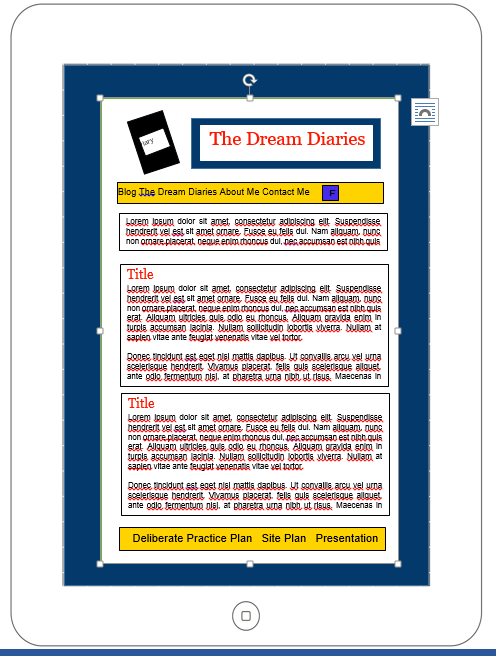 uary
The Dream Diaries
Blog The Dream Diaries About Me Contact Me
F
Lorem ipsum dolor sit amet, consectetur adipiscing elit. Suspendisse
hendrerit vel est sit amet ornare. Fusce eu felis dui. Nam aliquam, nunc
non ornare placerat, neque enim rhoncus dui, nec accumsan est nibh quis
Title
Lorem ipsum dolor sit amet, consectetur adipiscing elit. Suspendisse
hendrerit vel est sit amet ornare. Fusce eu felis dui. Nam aliquam, nunc
non ornare placerat, neque enim rhoncus dui, nec accumsan est nibh quis
erat. Aliquam ultricies quis odio eu rhoncus. Aliquam gravida enim in
turpis accumsan lacinia. Nullam sollicitudin lobortis viverra. Nullam at
sapien vitae ante feugiat venenatis vitae vel tortor.
Donec tincidunt est eget nisl mattis dapibus. Ut convallis arcu vel urna
scelerisque hendrerit. Vivamus placerat, felis quis scelerisque aliquet,
ante odio fermentum nisl, at pharetra urna nibh ut risus. Maecenas in
Title
Lorem ipsum dolor sit amet, consectetur adipiscing elit. Suspendisse
hendrerit vel est sit amet ornare. Fusce eu felis dui. Nam aliquam, nunc
non ornare placerat, neque enim rhoncus dui, nec accumsan est nibh quis
erat. Aliquam ultricies quis odio eu rhoncus. Aliquam gravida enim in
turpis accumsan lacinia. Nullam sollicitudin lobortis viverra. Nullam at
sapien vitae ante feugiat venenatis vitae vel tortor.
Donec tincidunt est eget nisl mattis dapibus. Ut convallis arcu vel urna
scelerisque hendrerit. Vivamus placerat, felis quis scelerisque aliquet,
ante odio fermentum nisl, at pharetra urna nibh ut risus. Maecenas in
Deliberate Practice Plan Site Plan Presentation